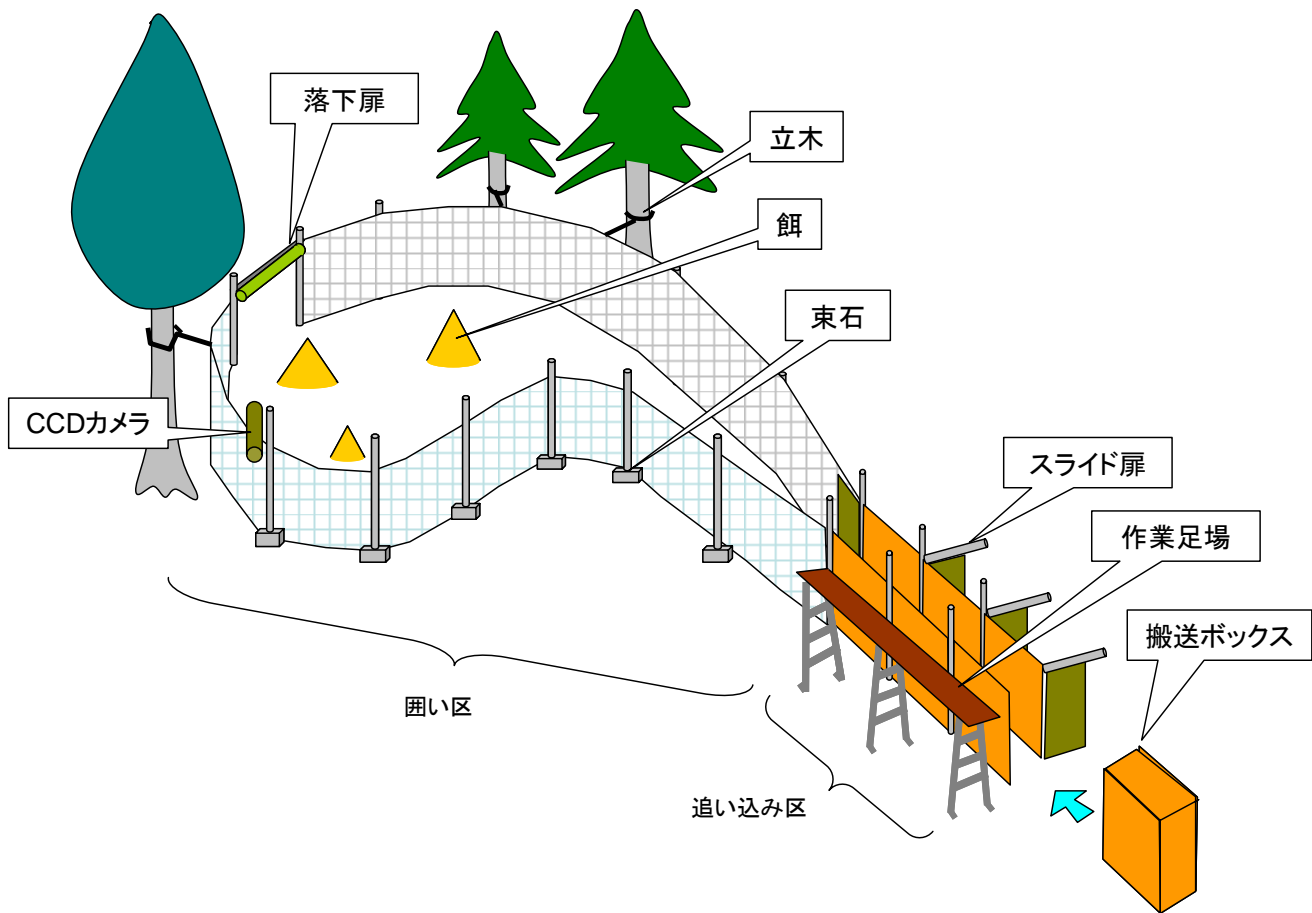 落下扉
立木
餌
束石
CCDカメラ
スライド扉
作業足場
搬送ボックス
囲い区
追い込み区